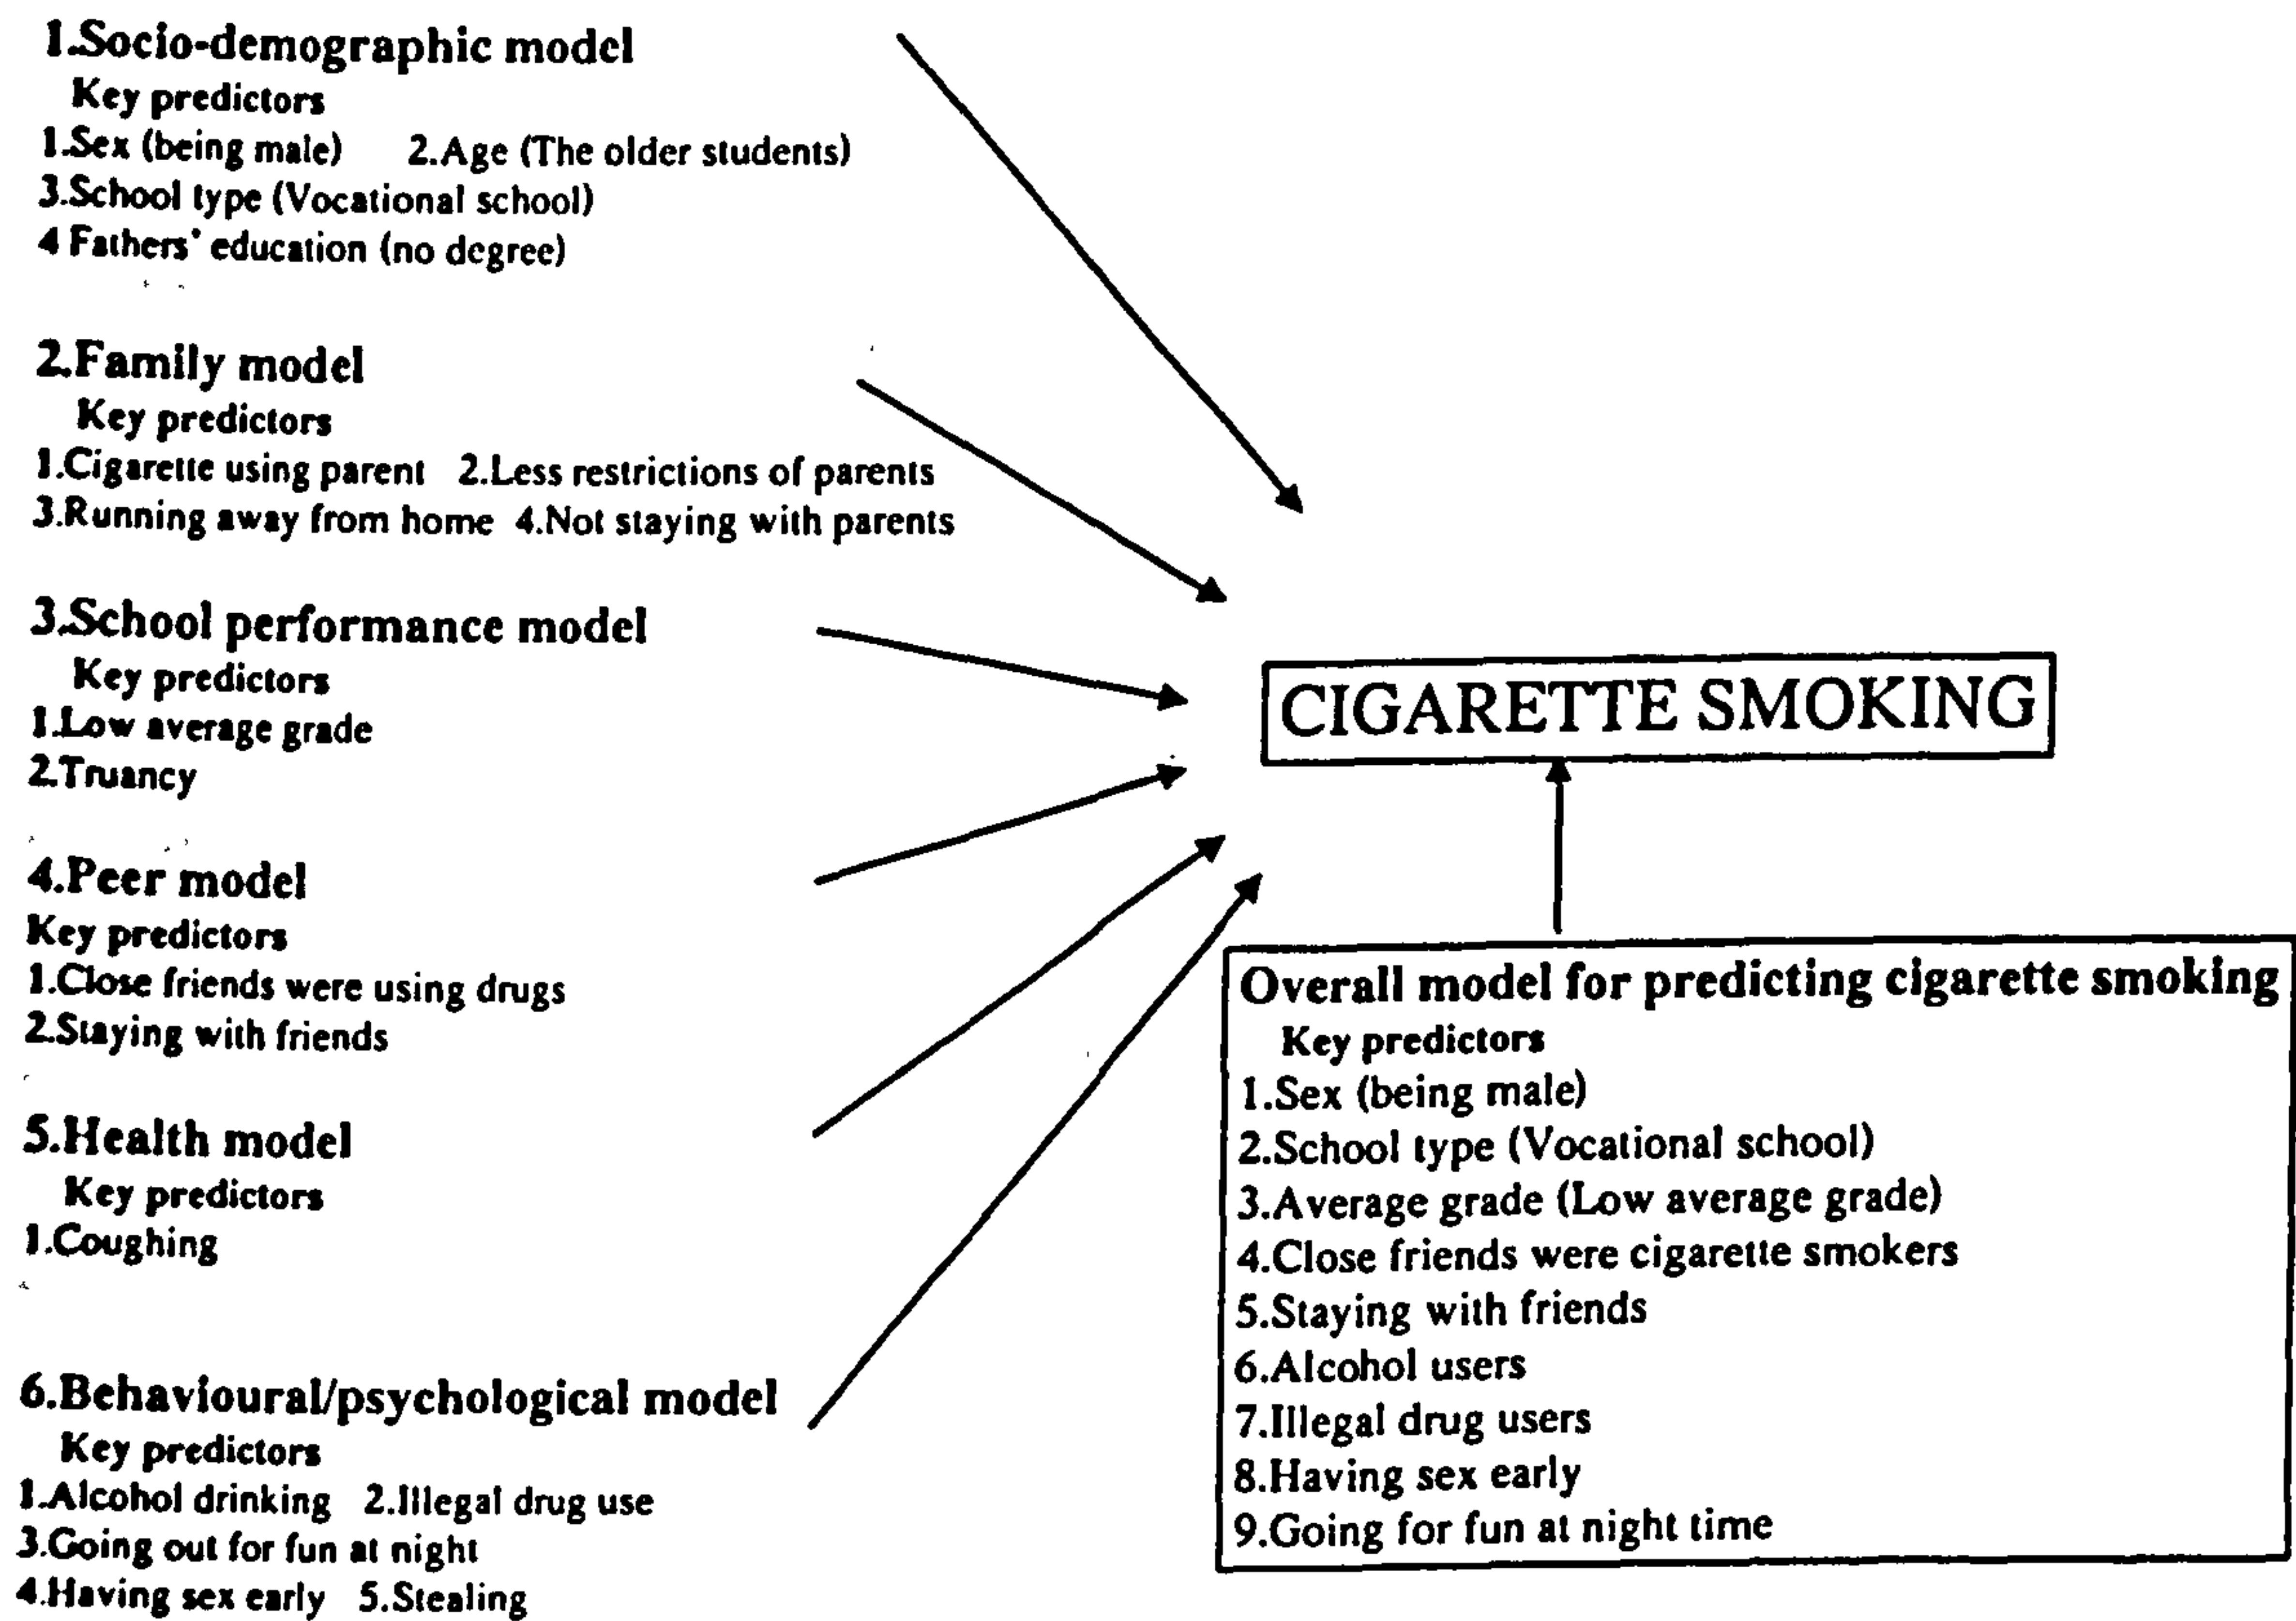 1.Socio-demographic model
Key predictors
1.Sex (being male) 2.Age (The older students)
3.School type (Vocational school)
4 Fathers' education (no degree)
2.Family model
Key predictors
1.Cigarette using parent 2.Less restrictions of parents
3.Running away from home 4.Not staying with parents
3.School performance model
Key predictors
1.Low average grade
2.Truancy
4.Peer model
Key predictors
1.Close friends were using drugs
2.Staying with friends
5.Health model
Key predictors
1.Coughing
6.Behavioural/psychological model
Key predictors
1.Alcohol drinking 2.Illegal drug use
3.Going out for fun at night
4.Having sex early 5.Stealing
CIGARETTE SMOKING
Overall model for predicting cigarette smoking
Key predictors
1.Sex (being male)
2.School type (Vocational school)
3.Average grade (Low average grade)
4.Close friends were cigarette smokers
5.Staying with friends
6.Alcohol users
7.Illegal drug users
8.Having sex early
9.Going for fun at night time